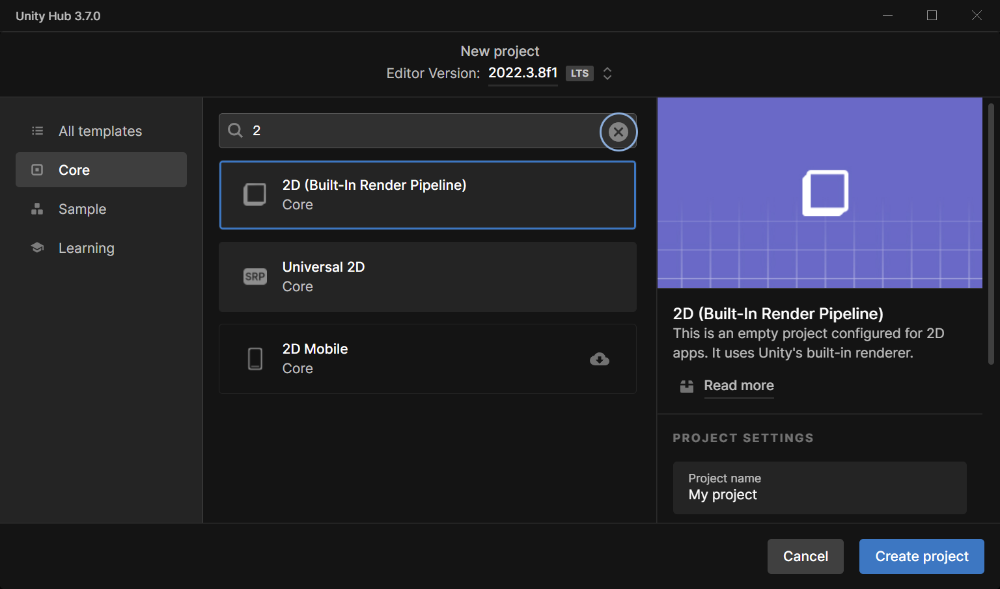 Unity Hub 3.7.0
New project
Editor Version: 2022.3.8f1 LTS
All templates
Core
Sample
Learning
2
2D (Built-In Render Pipeline)
Core
SRP
Universal 2D
Core
2D Mobile
Core
2D (Built-In Render Pipeline)
This is an empty project configured for 2D
apps. It uses Unity's built-in renderer.
Read more
PROJECT SETTINGS
Project name
My project
Cancel
Create project